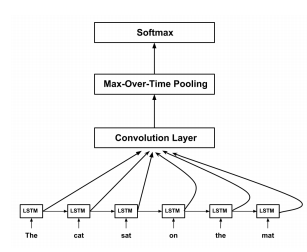 Softmax
Max-Over-Time Pooling
Convolution Layer
LSTM LSTM LSTM LSTM LSTM LSTM
The cat sat on the mat